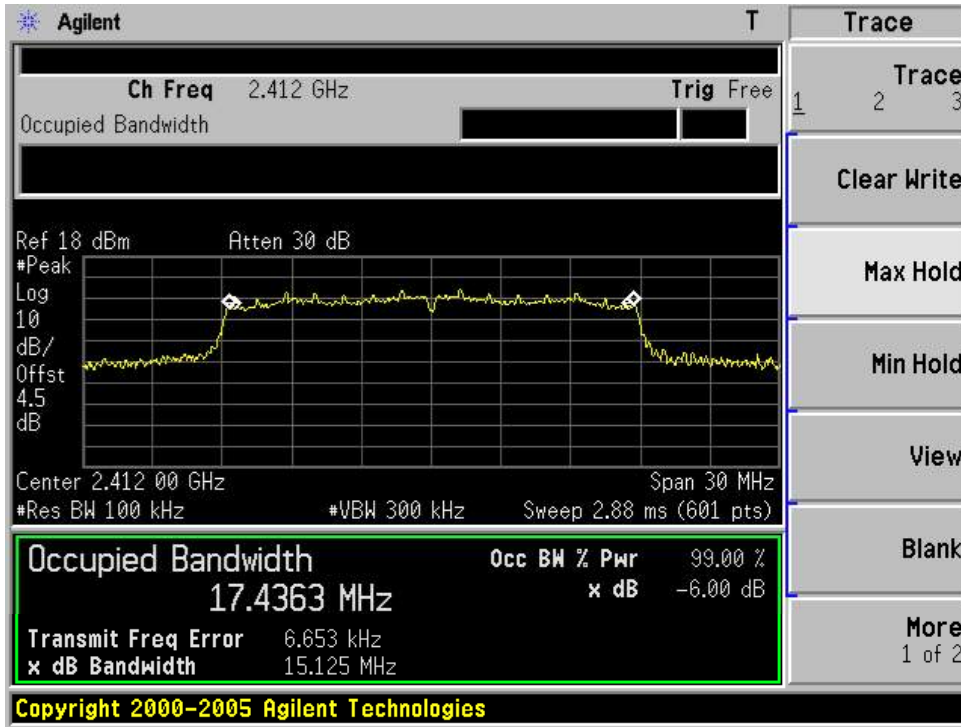 Agilent T Trace
Ch Freq 2.412 GHz Trig Free
Occupied Bandwidth
Trace
1 2 3
Clear Write
Max Hold
Min Hold
View
Blank
More
1 of 2
Ref 18 dBm Atten 30 dB
#Peak
Log
10
dB/
Offst
4.5
dB
Center 2.412 00 GHz Span 30 MHz
#Res BW 100 kHz #VBW 300 kHz Sweep 2.88 ms (601 pts)
Occupied Bandwidth
17.4363 MHz
Occ BW % Pwr 99.00 %
x dB -6.00 dB
Transmit Freq Error 6.653 kHz
x dB Bandwidth 15.125 MHz
Copyright 2000-2005 Agilent Technologies